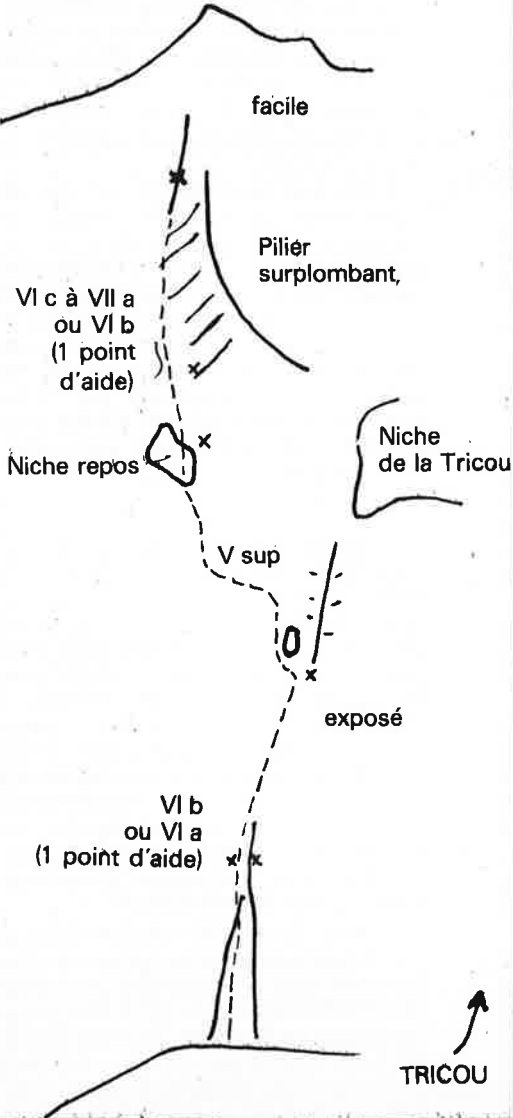 facile
Pilier
surplombant,
VI c à VII a
ou VI b
(1 point
d'aide)
Niche repos
Niche
de la Tricou
V sup
exposé
VI b
ou VI a
(1 point d'aide)
TRICOU